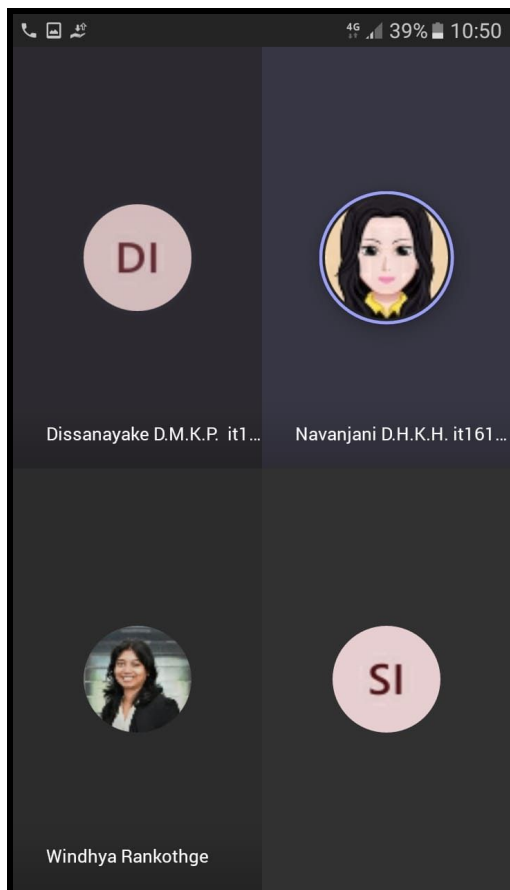 4G 39% 10:50
DI
Dissanayake D.M.K.P. it1...
Navanjani D.H.K.H. it161...
Windhya Rankothge
SI